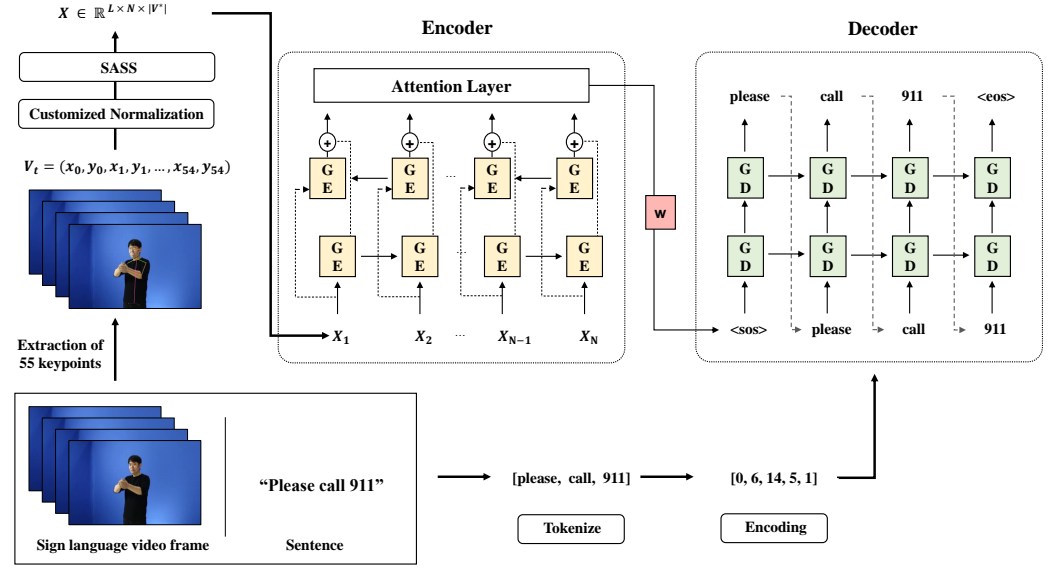 X ∈ ℝ^{L×N×|V*|}
SASS
Customized Normalization
V_t = (x_0, y_0, x_1, y_1, …, x_54, y_54)
Extraction of
55 keypoints
Sign language video frame
“Please call 911”
Sentence
Encoder
Attention Layer
+ + + +
G E
G E
...
G E
G E
G E
G E
...
G E
G E
X_1 X_2 ... X_{N−1} X_N
w
Decoder
please call 911 <eos>
G D
G D
G D
G D
G D
G D
G D
G D
<sos> please call 911
[please, call, 911]
Tokenize
[0, 6, 14, 5, 1]
Encoding